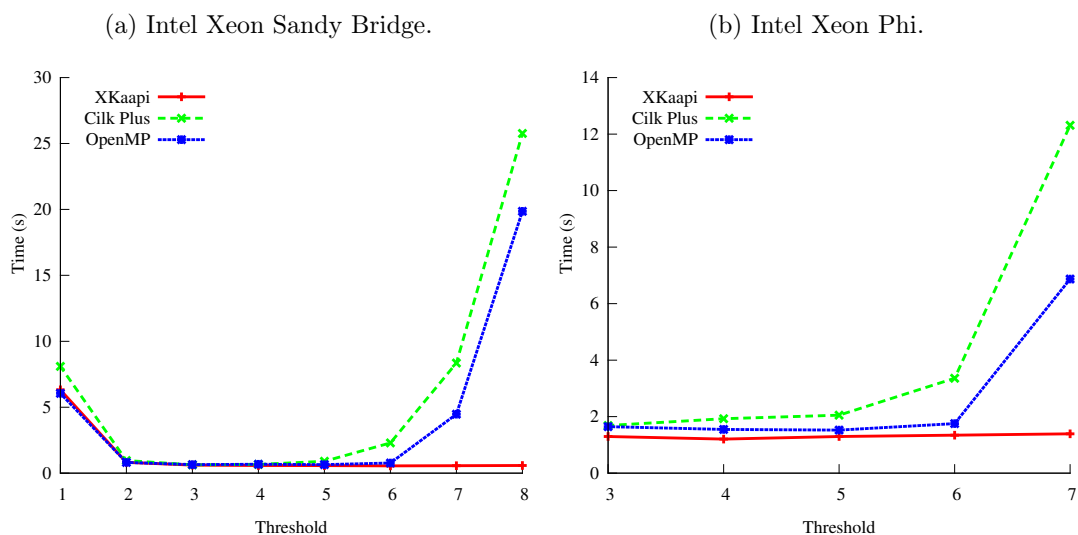 (a) Intel Xeon Sandy Bridge.
30
25
20
15
10
5
0
Time (s)
XKaapi
Cilk Plus
OpenMP
1 2 3 4 5 6 7 8
Threshold
(b) Intel Xeon Phi.
14
12
10
8
6
4
2
0
Time (s)
XKaapi
Cilk Plus
OpenMP
3 4 5 6 7
Threshold